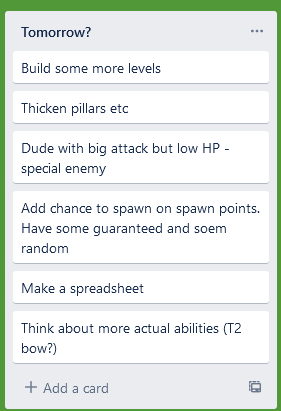 Tomorrow?
Build some more levels
Thicken pillars etc
Dude with big attack but low HP -
special enemy
Add chance to spawn on spawn points.
Have some guaranteed and soem
random
Make a spreadsheet
Think about more actual abilities (T2
bow?)
Add a card